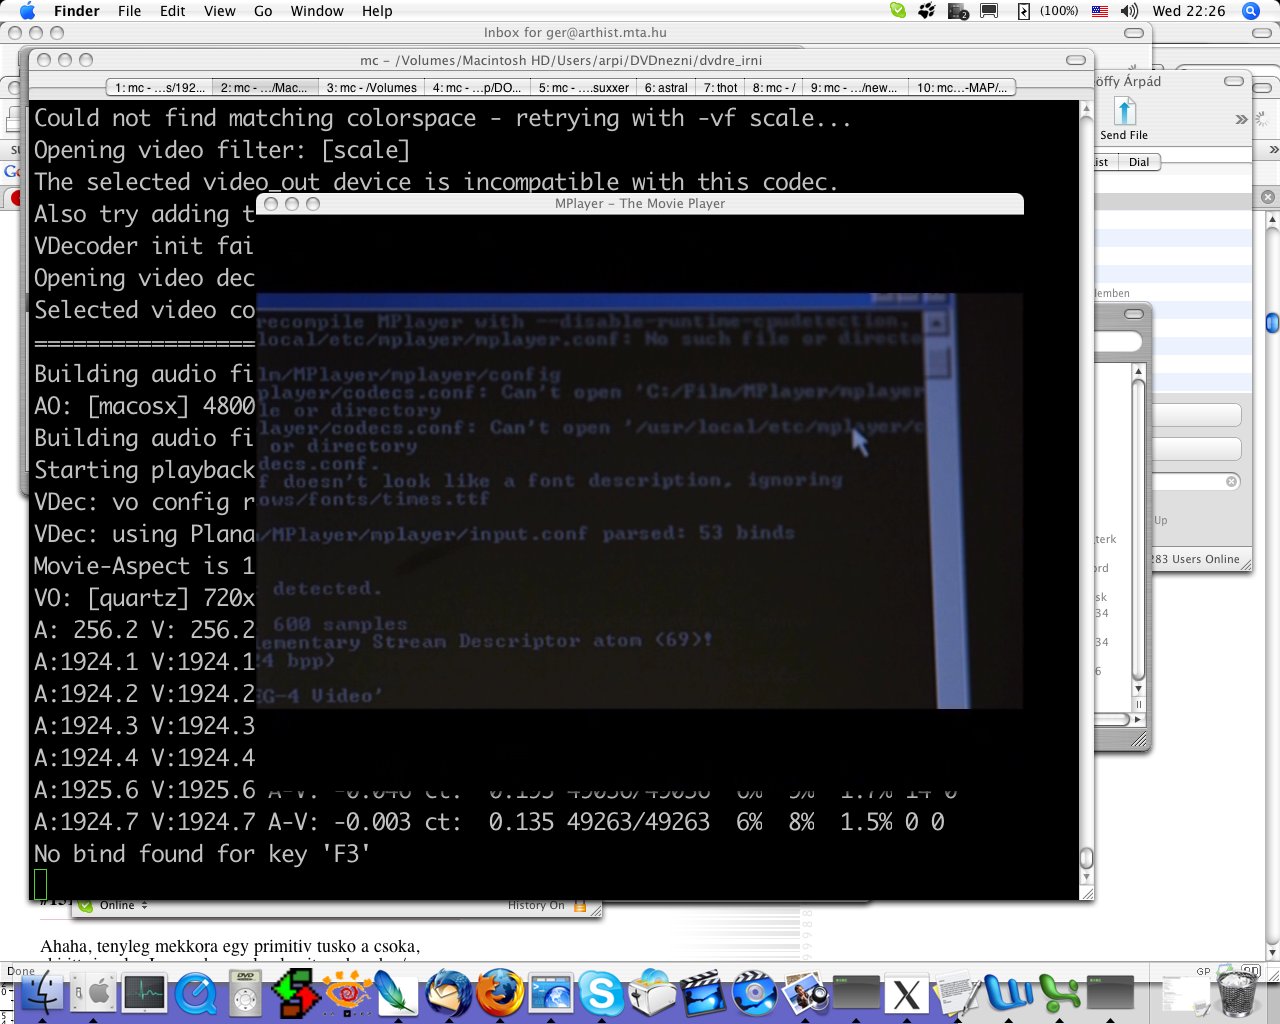 Finder File Edit View Go Window Help
(100%) Wed 22:26
Inbox for ger@arthist.mta.hu
mc - /Volumes/Macintosh HD/Users/arpi/DVDnezni/dvdre_irni
1: mc - ...s/192... 2: mc - .../Mac... 3: mc - /Volumes 4: mc - ...p/DO... 5: mc - ....suxxer 6: astral 7: thot 8: mc - / 9: mc - .../new... 10: mc...-MAP/...
Could not find matching colorspace - retrying with -vf scale...
Opening video filter: [scale]
The selected video_out device is incompatible with this codec.
Also try adding t
VDecoder init fai
Opening video dec
Selected video co
==================
Building audio fi
AO: [macosx] 4800
Building audio fi
Starting playback
VDec: vo config r
VDec: using Plana
Movie-Aspect is 1
VO: [quartz] 720x
A: 256.2 V: 256.2
A:1924.1 V:1924.1
A:1924.2 V:1924.2
A:1924.3 V:1924.3
A:1924.4 V:1924.4
A:1925.6 V:1925.6 A-V: -0.046 ct: 0.195 49036/49036 6% 9% 1.7% 14 0
A:1924.7 V:1924.7 A-V: -0.003 ct: 0.135 49263/49263 6% 8% 1.5% 0 0
No bind found for key 'F3'
MPlayer - The Movie Player
recompile MPlayer with --disable-runtime-cpudetection.
local/etc/mplayer/mplayer.conf: No such file or directo
lm/MPlayer/mplayer/config
player/codecs.conf: Can't open 'C:/Film/MPlayer/mplayer
le or directory
layer/codecs.conf: Can't open '/usr/local/etc/mplayer/c
or directory
decs.conf.
f doesn't look like a font description, ignoring
ows/fonts/times.ttf
/MPlayer/mplayer/input.conf parsed: 53 binds
detected.
600 samples
lementary Stream Descriptor atom (69)!
24 bpp)
EG-4 Video'
öffy Árpád
Send File
ist Dial
lemben
Up
terk
283 Users Online
ord
sk
34
34
6
Online
History On
Ahaha, tenyleg mekkora egy primitiv tusko a csoka,
Done
GP